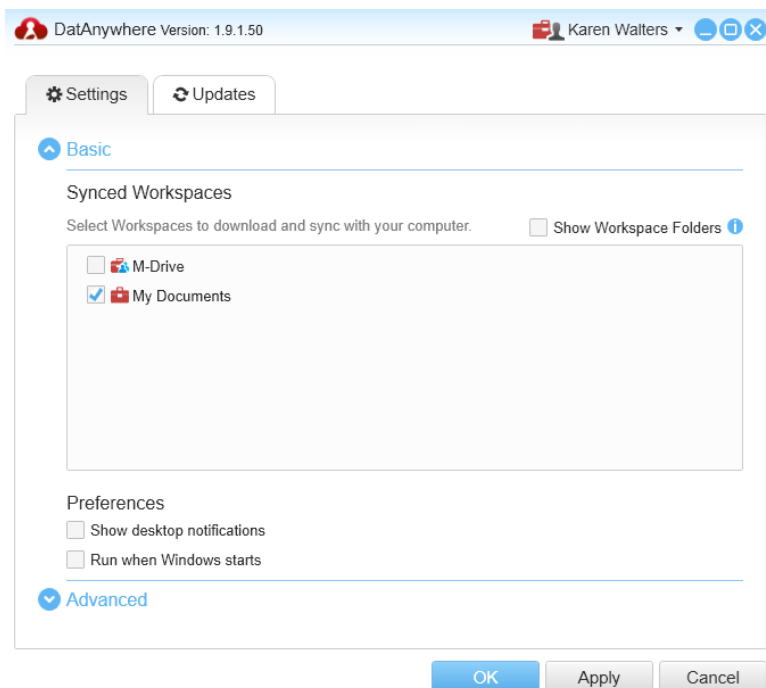 DatAnywhere Version: 1.9.1.50 Karen Walters
Settings Updates
Basic
Synced Workspaces
Select Workspaces to download and sync with your computer. Show Workspace Folders
M-Drive
My Documents
Preferences
Show desktop notifications
Run when Windows starts
Advanced
OK Apply Cancel